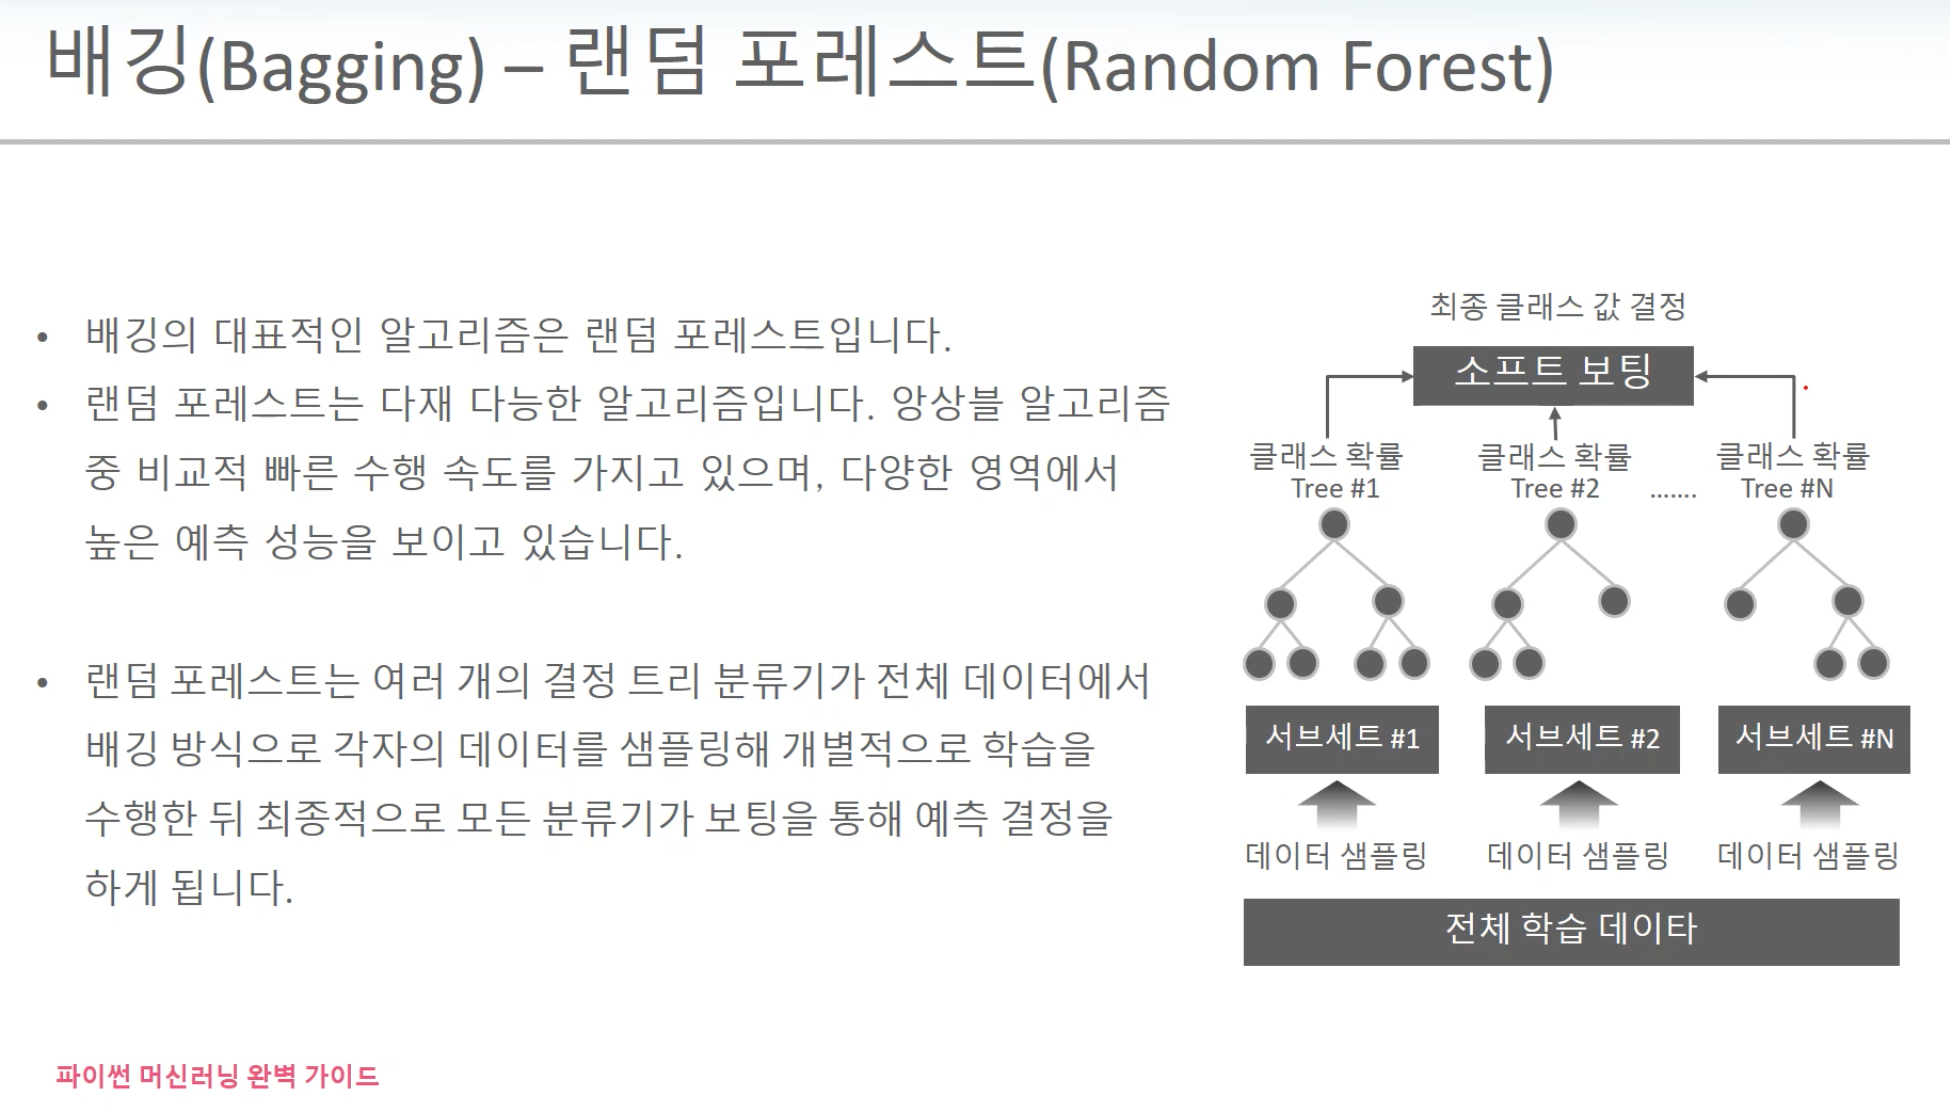 배깅(Bagging) – 랜덤 포레스트(Random Forest)
• 배깅의 대표적인 알고리즘은 랜덤 포레스트입니다.
• 랜덤 포레스트는 다재 다능한 알고리즘입니다. 앙상블 알고리즘
중 비교적 빠른 수행 속도를 가지고 있으며, 다양한 영역에서
높은 예측 성능을 보이고 있습니다.
• 랜덤 포레스트는 여러 개의 결정 트리 분류기가 전체 데이터에서
배깅 방식으로 각자의 데이터를 샘플링해 개별적으로 학습을
수행한 뒤 최종적으로 모든 분류기가 보팅을 통해 예측 결정을
하게 됩니다.
최종 클래스 값 결정
소프트 보팅
클래스 확률 클래스 확률 클래스 확률
Tree #1 Tree #2 ....... Tree #N
서브세트 #1 서브세트 #2 서브세트 #N
데이터 샘플링 데이터 샘플링 데이터 샘플링
전체 학습 데이타
파이썬 머신러닝 완벽 가이드